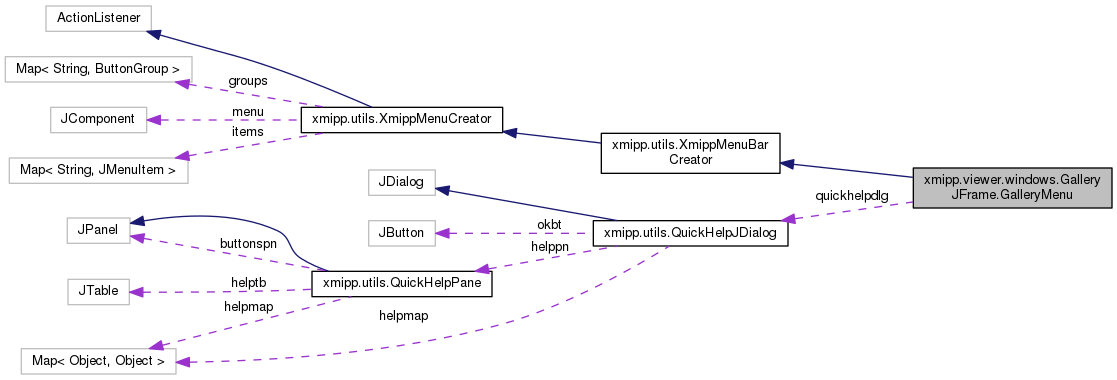 ActionListener
Map< String, ButtonGroup >
groups
JComponent
menu
xmipp.utils.XmippMenuCreator
items
Map< String, JMenuItem >
xmipp.utils.XmippMenuBar
Creator
JDialog
xmipp.viewer.windows.Gallery
JFrame.GalleryMenu
quickhelpdlg
JPanel
JButton
okbt
xmipp.utils.QuickHelpJDialog
buttonspn
helppn
JTable
helptb
xmipp.utils.QuickHelpPane
helpmap
helpmap
Map< Object, Object >